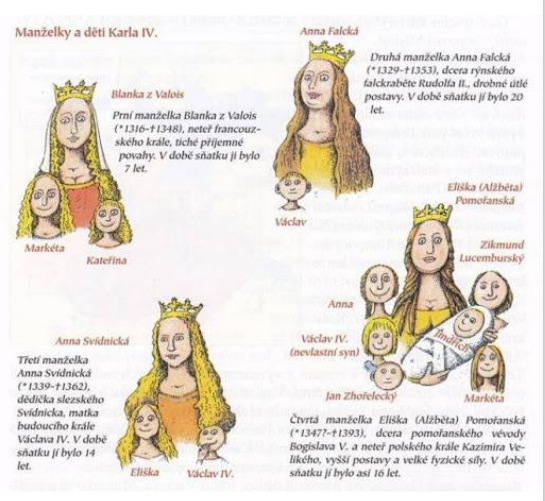 Manželky a děti Karla IV.
Blanka z Valois
Prní manželka Blanka z Valois
(*1316–†1348), neteř francouz-
ského krále, tiché příjemné
povahy. V době sňatku jí bylo
7 let.
Markéta
Kateřina
Anna Falcká
Druhá manželka Anna Falcká
(*1329–†1353), dcera rýnského
falckraběte Rudolfa II., drobné útlé
postavy. V době sňatku jí bylo 20
let.
Václav
Anna Svídnická
Třetí manželka
Anna Svídnická
(*1339–†1362),
dědička slezského
Svídnicka, matka
budoucího krále
Václava IV. V době
sňatku jí bylo 14
let.
Eliška
Václav IV.
Eliška (Alžběta)
Pomořanská
Zikmund
Lucemburský
Anna
Václav IV.
(nevlastní syn)
Jindřich
Jan Zhořelecký
Markéta
Čtvrtá manželka Eliška (Alžběta) Pomořanská
(*1347?–†1393), dcera pomořanského vévody
Bogislava V. a neteř polského krále Kazimíra Ve-
likého, vyšší postavy a velké fyzické síly. V době
sňatku jí bylo asi 16 let.